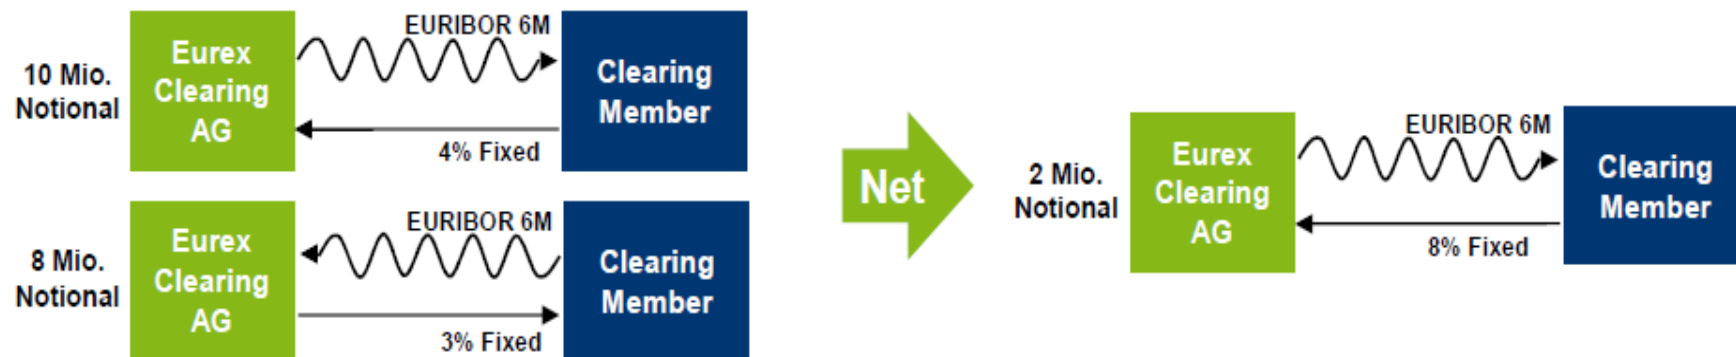 10 Mio.
Notional
Eurex
Clearing
AG
EURIBOR 6M
4% Fixed
Clearing
Member
8 Mio.
Notional
Eurex
Clearing
AG
EURIBOR 6M
3% Fixed
Clearing
Member
Net
2 Mio.
Notional
Eurex
Clearing
AG
EURIBOR 6M
8% Fixed
Clearing
Member